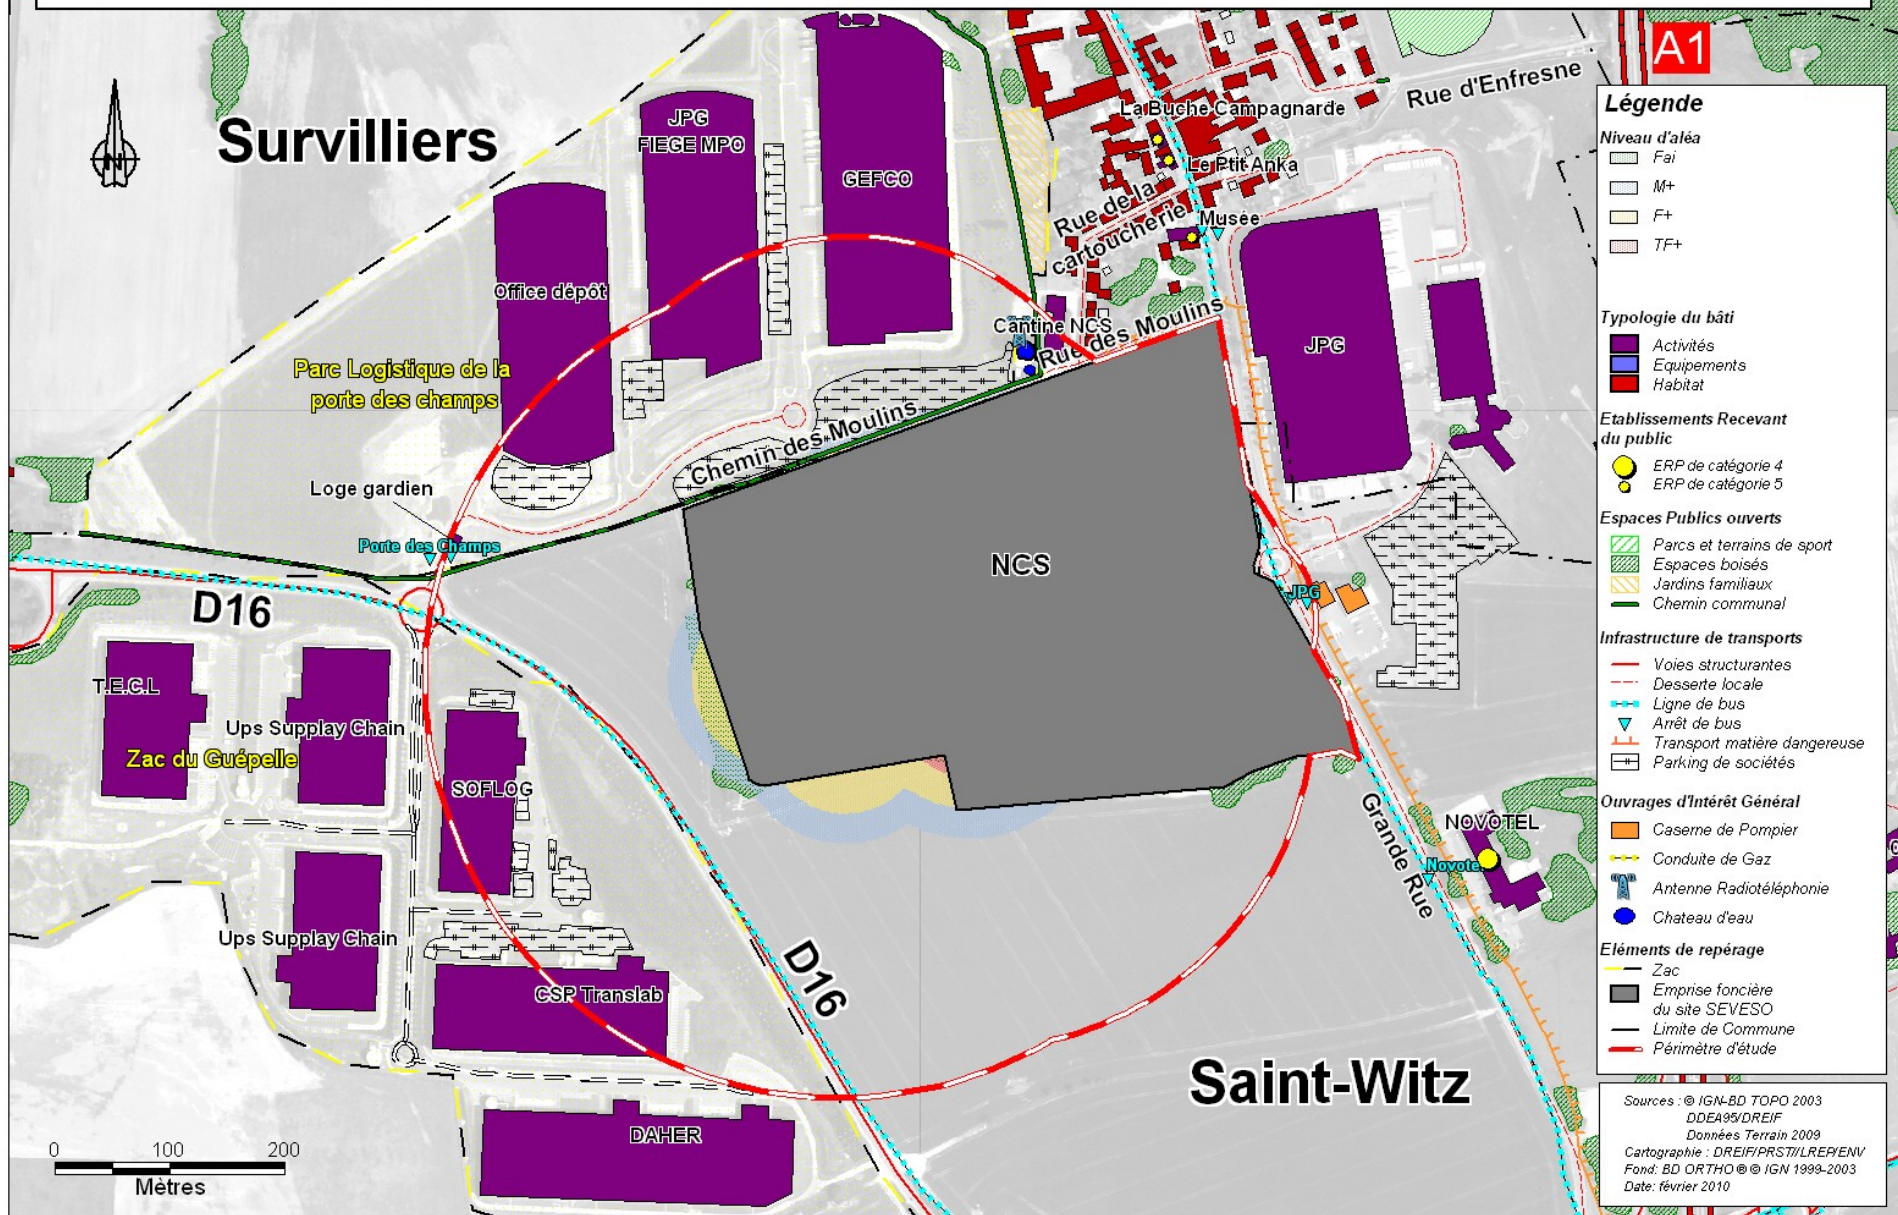 A1
Rue d'Enfresne
Survilliers
N
JPG
FIEGE MPO
GEFCO
La Buche Campagnarde
Le Ptit Anka
Rue de la
cartoucherie
Musée
Office dépôt
Cantine NCS
Rue des Moulins
JPG
Parc Logistique de la
porte des champs
Chemin des Moulins
Loge gardien
Porte des Champs
NCS
D16
JPG
T.E.C.L
Ups Supplay Chain
Zac du Guépelle
SOFLOG
Grande Rue
NOVOTEL
Novote
Ups Supplay Chain
CSP Translab
D16
Saint-Witz
DAHER
0 100 200
Mètres
Légende
Niveau d'aléa
Fai
M+
F+
TF+
Typologie du bâti
Activités
Equipements
Habitat
Etablissements Recevant
du public
ERP de catégorie 4
ERP de catégorie 5
Espaces Publics ouverts
Parcs et terrains de sport
Espaces boisés
Jardins familiaux
Chemin communal
Infrastructure de transports
Voies structurantes
Desserte locale
Ligne de bus
Arrêt de bus
Transport matière dangereuse
Parking de sociétés
Ouvrages d'Intérêt Général
Caserne de Pompier
Conduite de Gaz
Antenne Radiotéléphonie
Chateau d'eau
Eléments de repérage
Zac
Emprise foncière
du site SEVESO
Limite de Commune
Périmètre d'étude
Sources : © IGN-BD TOPO 2003
DDEA95/DREIF
Données Terrain 2009
Cartographie : DREIF/PRSTI/LREP/ENV
Fond: BD ORTHO ® © IGN 1999-2003
Date: février 2010